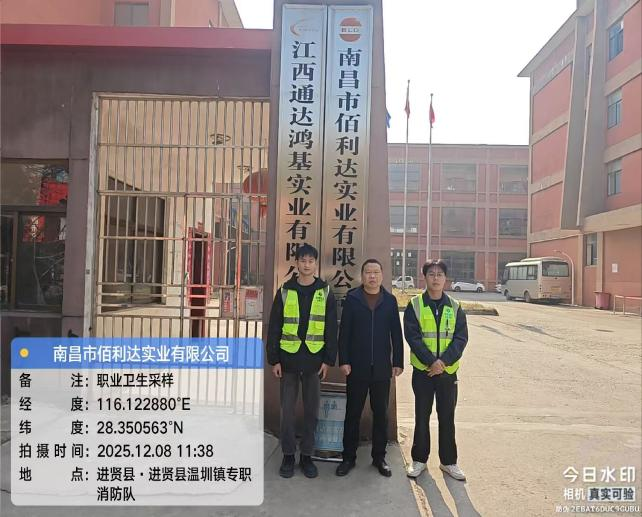 BLD
南昌市佰利达实业有限公
江西通达鸿基实业有限公
南昌市佰利达实业有限公司
备注：职业卫生采样
经度：116.122880°E
纬度：28.350563°N
拍摄时间：2025.12.08 11:38
地点：进贤县·进贤县温圳镇专职
消防队
今日水印
相机 真实可验
防伪 2EBAT6DUC9GUBU